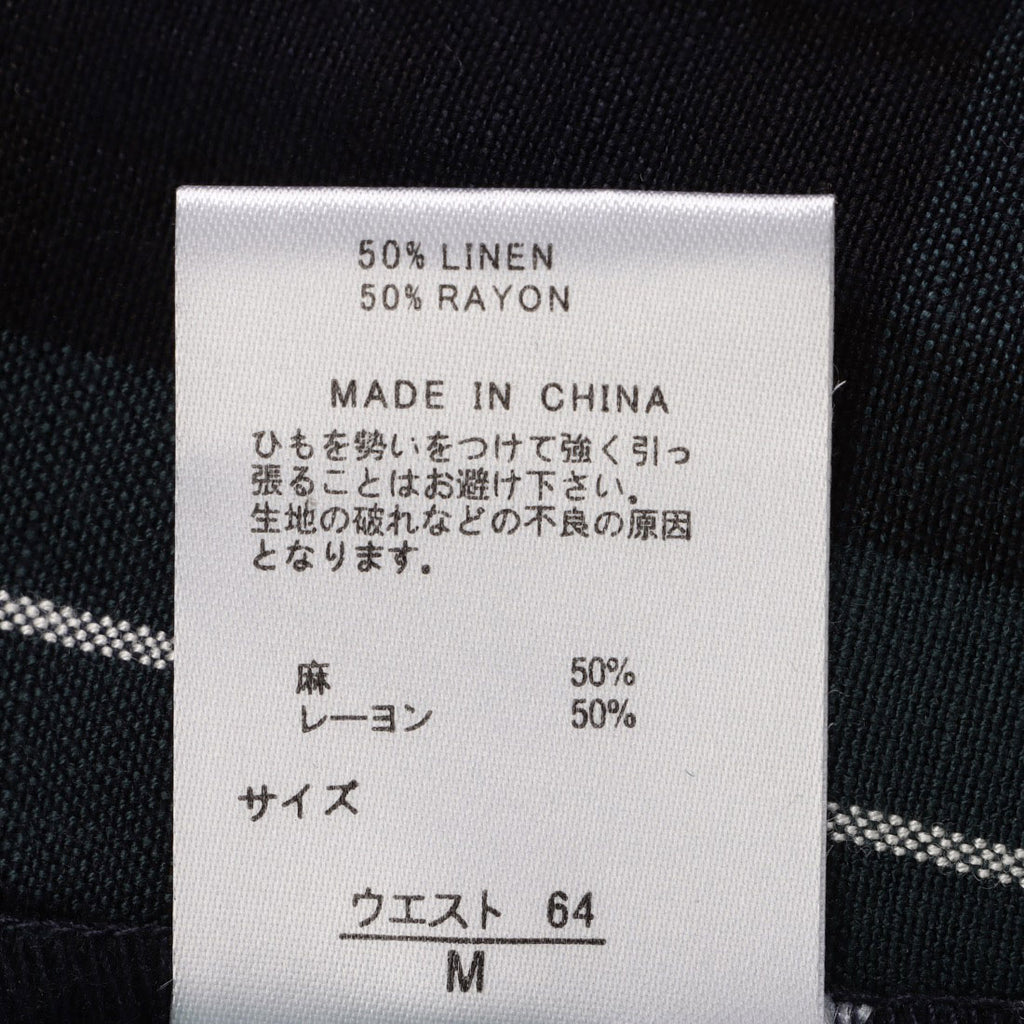 50% LINEN
50% RAYON
MADE IN CHINA
ひもを勢いをつけて強く引っ
張ることはお避け下さい。
生地の破れなどの不良の原因
となります。
麻 50%
レーヨン 50%
サイズ
ウエスト 64
M